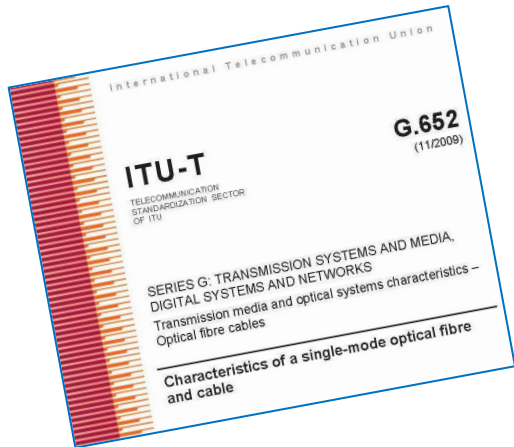 International Telecommunication Union
G.652
(11/2009)
ITU-T
TELECOMMUNICATION
STANDARDIZATION SECTOR
OF ITU
SERIES G: TRANSMISSION SYSTEMS AND MEDIA,
DIGITAL SYSTEMS AND NETWORKS
Transmission media and optical systems characteristics –
Optical fibre cables
Characteristics of a single-mode optical fibre
and cable